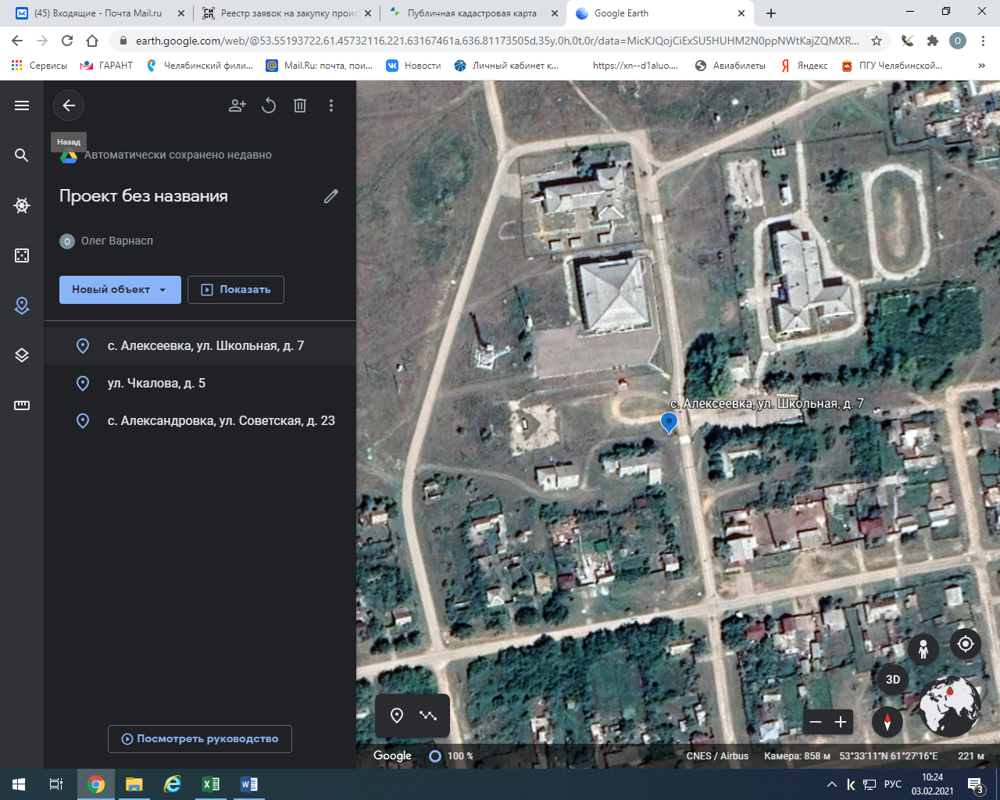 (45) Входящие - Почта Mail.ru
Реестр заявок на закупку проис
Публичная кадастровая карта
Google Earth
earth.google.com/web/@53.55193722,61.45732116,221.63167461a,636.81173505d,35y,0h,0t,0r/data=MicKJQojCiExSU5HUHM2N0ppNWtKajZQMXR...
О
Сервисы
ГАРАНТ
Челябинский фили...
Mail.Ru: почта, пои...
Новости
Личный кабинет к...
https://xn--d1aluo....
Авиабилеты
Яндекс
ПГУ Челябинской...
»
Назад
Автоматически сохранено недавно
Проект без названия
О Олег Варнасп
Новый объект
Показать
с. Алексеевка, ул. Школьная, д. 7
ул. Чкалова, д. 5
с. Александровка, ул. Советская, д. 23
Посмотреть руководство
с. Алексеевка, ул. Школьная, д. 7
3D
Google
100 %
CNES / Airbus
Камера: 858 м
53°33'11"N 61°27'16"E
221 м
РУС
10:24
03.02.2021
3